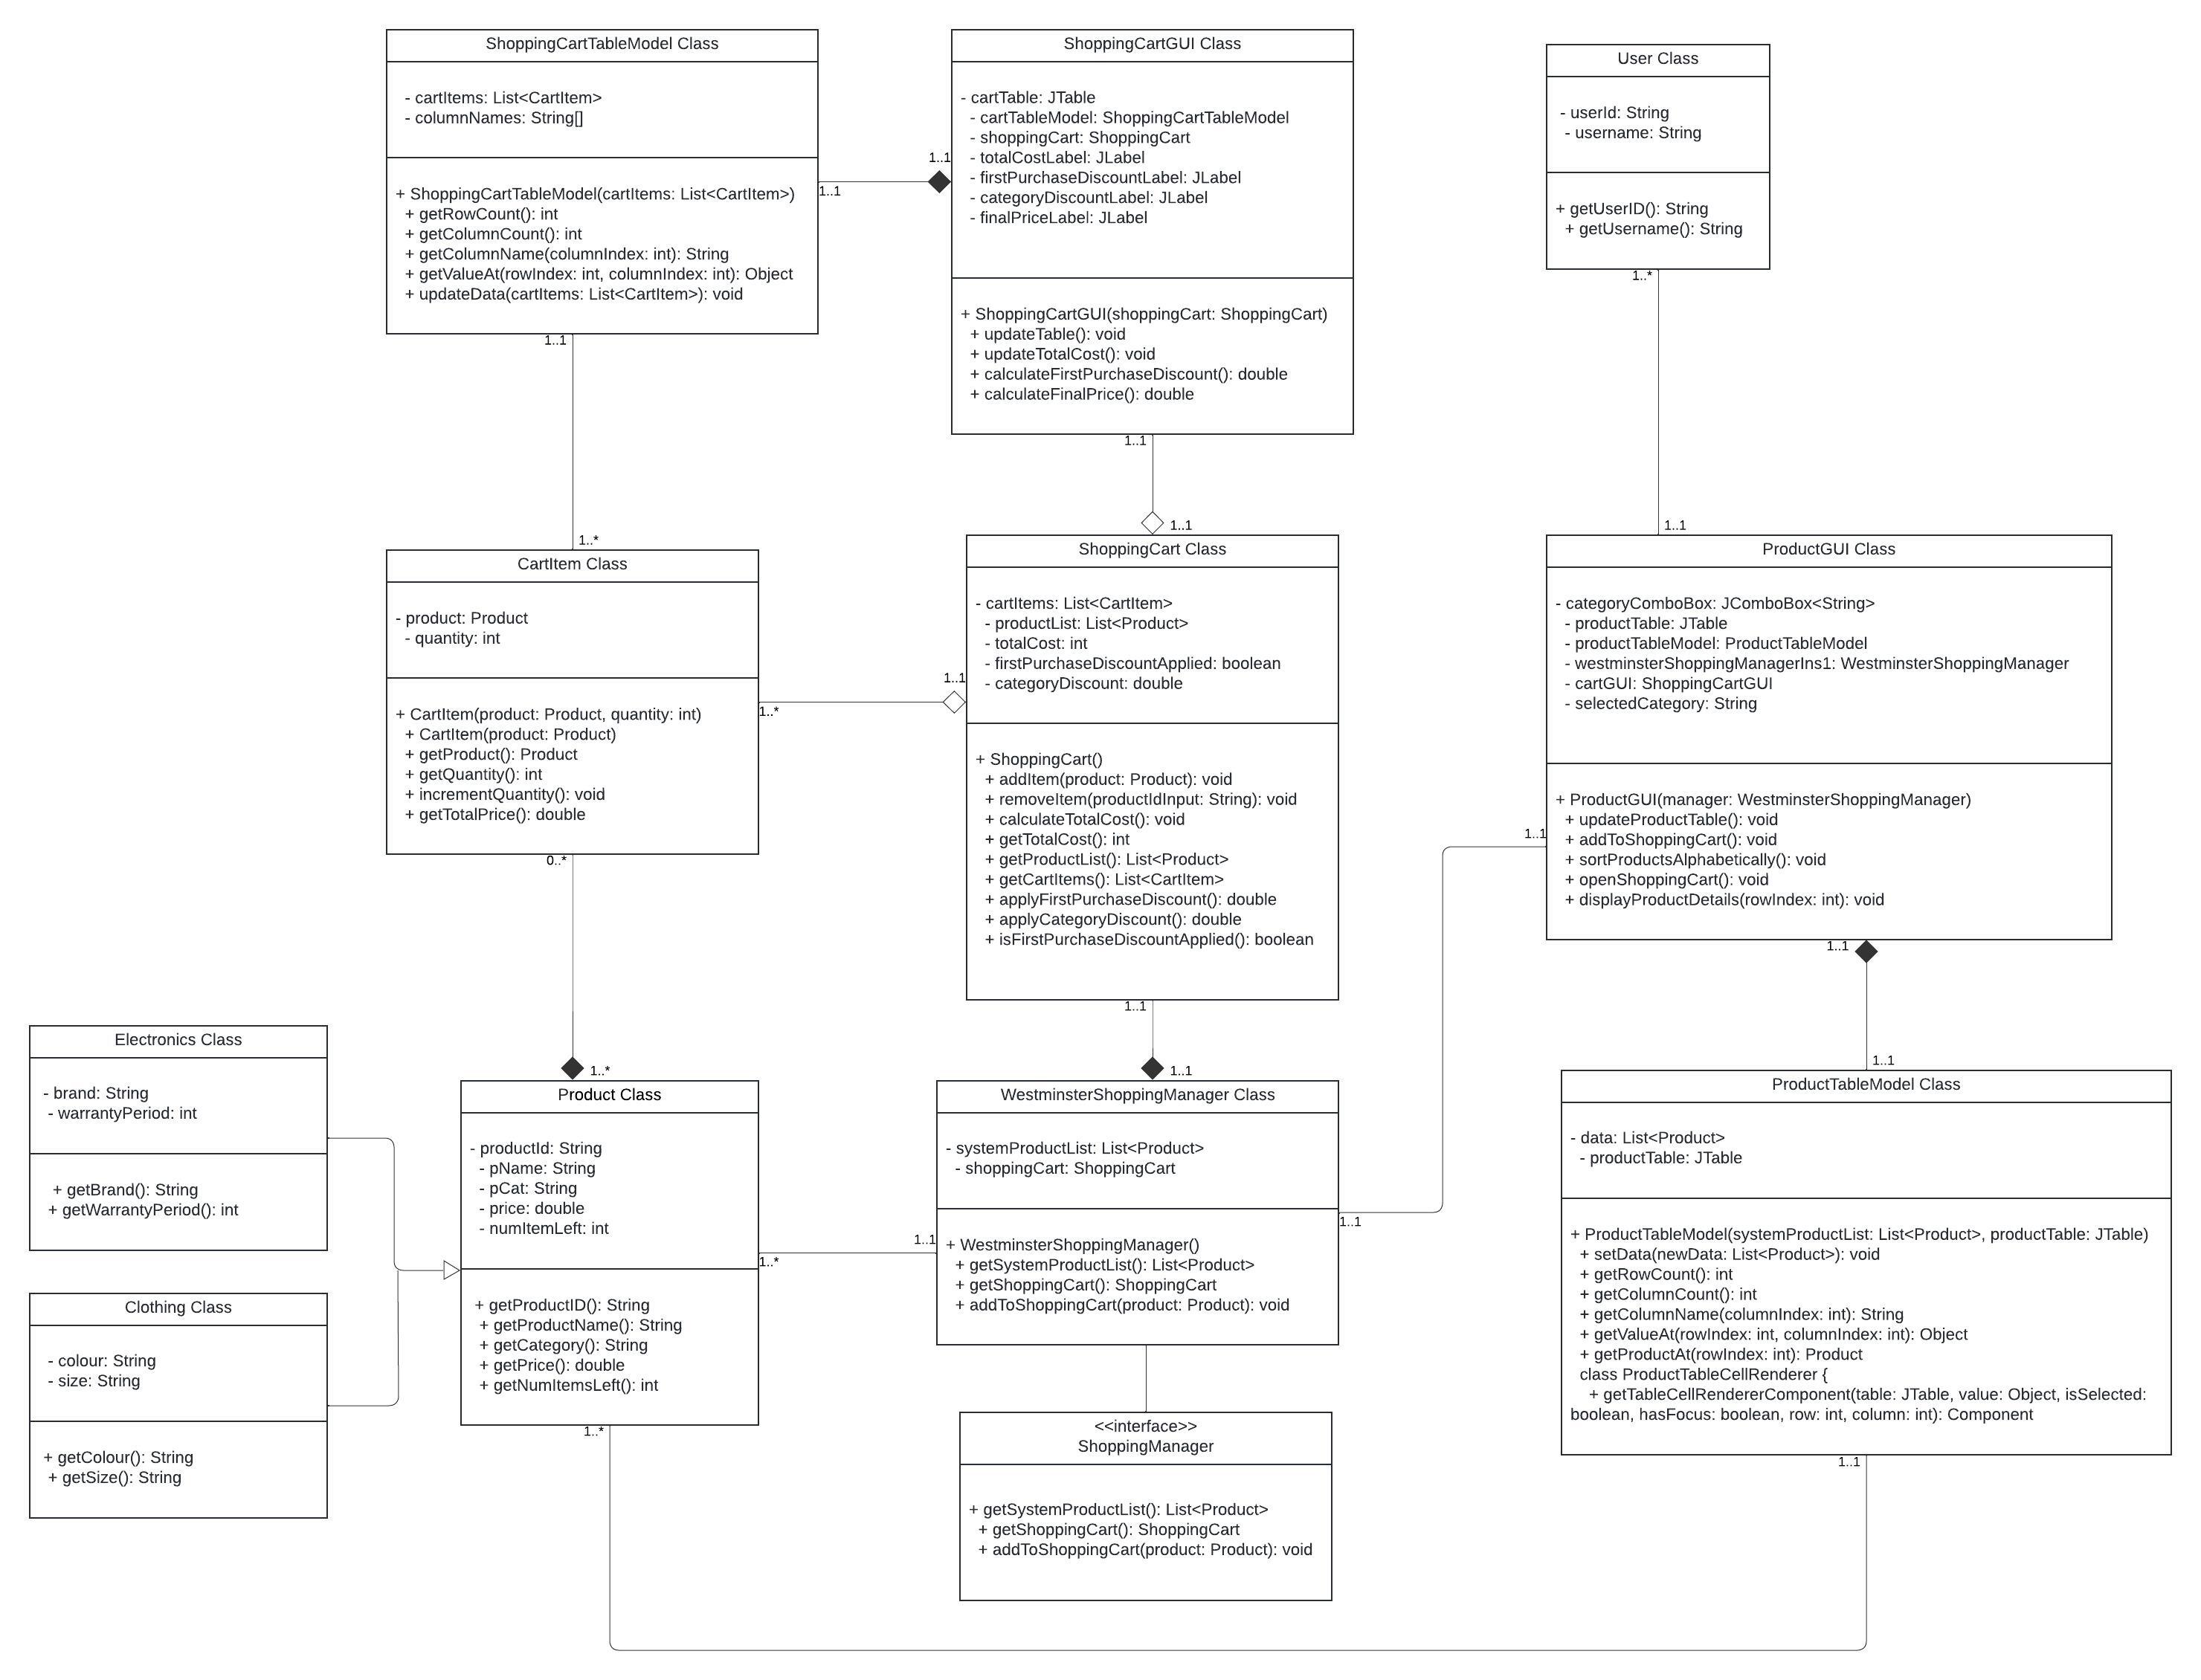 ShoppingCartTableModel Class
- cartItems: List<CartItem>
- columnNames: String[]
+ ShoppingCartTableModel(cartItems: List<CartItem>)
+ getRowCount(): int
+ getColumnCount(): int
+ getColumnName(columnIndex: int): String
+ getValueAt(rowIndex: int, columnIndex: int): Object
+ updateData(cartItems: List<CartItem>): void
1..1
1..1
1..1
ShoppingCartGUI Class
- cartTable: JTable
- cartTableModel: ShoppingCartTableModel
- shoppingCart: ShoppingCart
- totalCostLabel: JLabel
- firstPurchaseDiscountLabel: JLabel
- categoryDiscountLabel: JLabel
- finalPriceLabel: JLabel
+ ShoppingCartGUI(shoppingCart: ShoppingCart)
+ updateTable(): void
+ updateTotalCost(): void
+ calculateFirstPurchaseDiscount(): double
+ calculateFinalPrice(): double
1..1
1..1
User Class
- userId: String
- username: String
+ getUserID(): String
+ getUsername(): String
1..*
1..1
1..*
CartItem Class
- product: Product
- quantity: int
+ CartItem(product: Product, quantity: int)
+ CartItem(product: Product)
+ getProduct(): Product
+ getQuantity(): int
+ incrementQuantity(): void
+ getTotalPrice(): double
1..*
1..1
0..*
1..*
ShoppingCart Class
- cartItems: List<CartItem>
- productList: List<Product>
- totalCost: int
- firstPurchaseDiscountApplied: boolean
- categoryDiscount: double
+ ShoppingCart()
+ addItem(product: Product): void
+ removeItem(productIdInput: String): void
+ calculateTotalCost(): void
+ getTotalCost(): int
+ getProductList(): List<Product>
+ getCartItems(): List<CartItem>
+ applyFirstPurchaseDiscount(): double
+ applyCategoryDiscount(): double
+ isFirstPurchaseDiscountApplied(): boolean
1..1
1..1
ProductGUI Class
- categoryComboBox: JComboBox<String>
- productTable: JTable
- productTableModel: ProductTableModel
- westminsterShoppingManagerIns1: WestminsterShoppingManager
- cartGUI: ShoppingCartGUI
- selectedCategory: String
+ ProductGUI(manager: WestminsterShoppingManager)
+ updateProductTable(): void
+ addToShoppingCart(): void
+ sortProductsAlphabetically(): void
+ openShoppingCart(): void
+ displayProductDetails(rowIndex: int): void
1..1
1..1
1..1
Electronics Class
- brand: String
- warrantyPeriod: int
+ getBrand(): String
+ getWarrantyPeriod(): int
Clothing Class
- colour: String
- size: String
+ getColour(): String
+ getSize(): String
Product Class
- productId: String
- pName: String
- pCat: String
- price: double
- numItemLeft: int
+ getProductID(): String
+ getProductName(): String
+ getCategory(): String
+ getPrice(): double
+ getNumItemsLeft(): int
1..*
1..1
1..*
WestminsterShoppingManager Class
- systemProductList: List<Product>
- shoppingCart: ShoppingCart
+ WestminsterShoppingManager()
+ getSystemProductList(): List<Product>
+ getShoppingCart(): ShoppingCart
+ addToShoppingCart(product: Product): void
1..1
<<interface>>
ShoppingManager
+ getSystemProductList(): List<Product>
+ getShoppingCart(): ShoppingCart
+ addToShoppingCart(product: Product): void
ProductTableModel Class
- data: List<Product>
- productTable: JTable
+ ProductTableModel(systemProductList: List<Product>, productTable: JTable)
+ setData(newData: List<Product>): void
+ getRowCount(): int
+ getColumnCount(): int
+ getColumnName(columnIndex: int): String
+ getValueAt(rowIndex: int, columnIndex: int): Object
+ getProductAt(rowIndex: int): Product
class ProductTableCellRenderer {
+ getTableCellRendererComponent(table: JTable, value: Object, isSelected:
boolean, hasFocus: boolean, row: int, column: int): Component
1..1